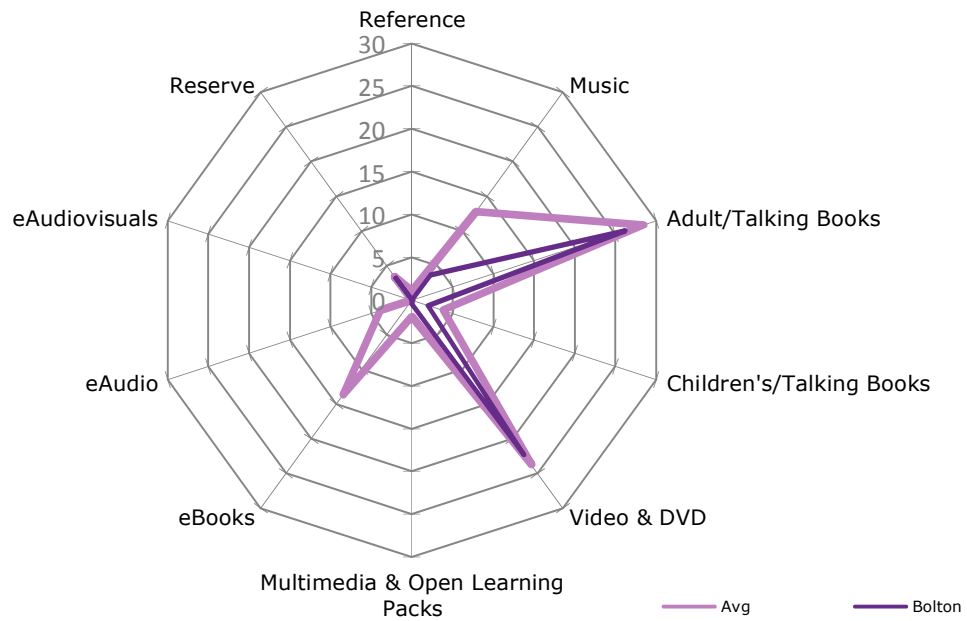 Reference
30
Reserve
Music
25
20
15
eAudiovisuals
Adult/Talking Books
10
5
0
eAudio
Children's/Talking Books
eBooks
Video & DVD
Multimedia & Open Learning
Packs
Avg
Bolton